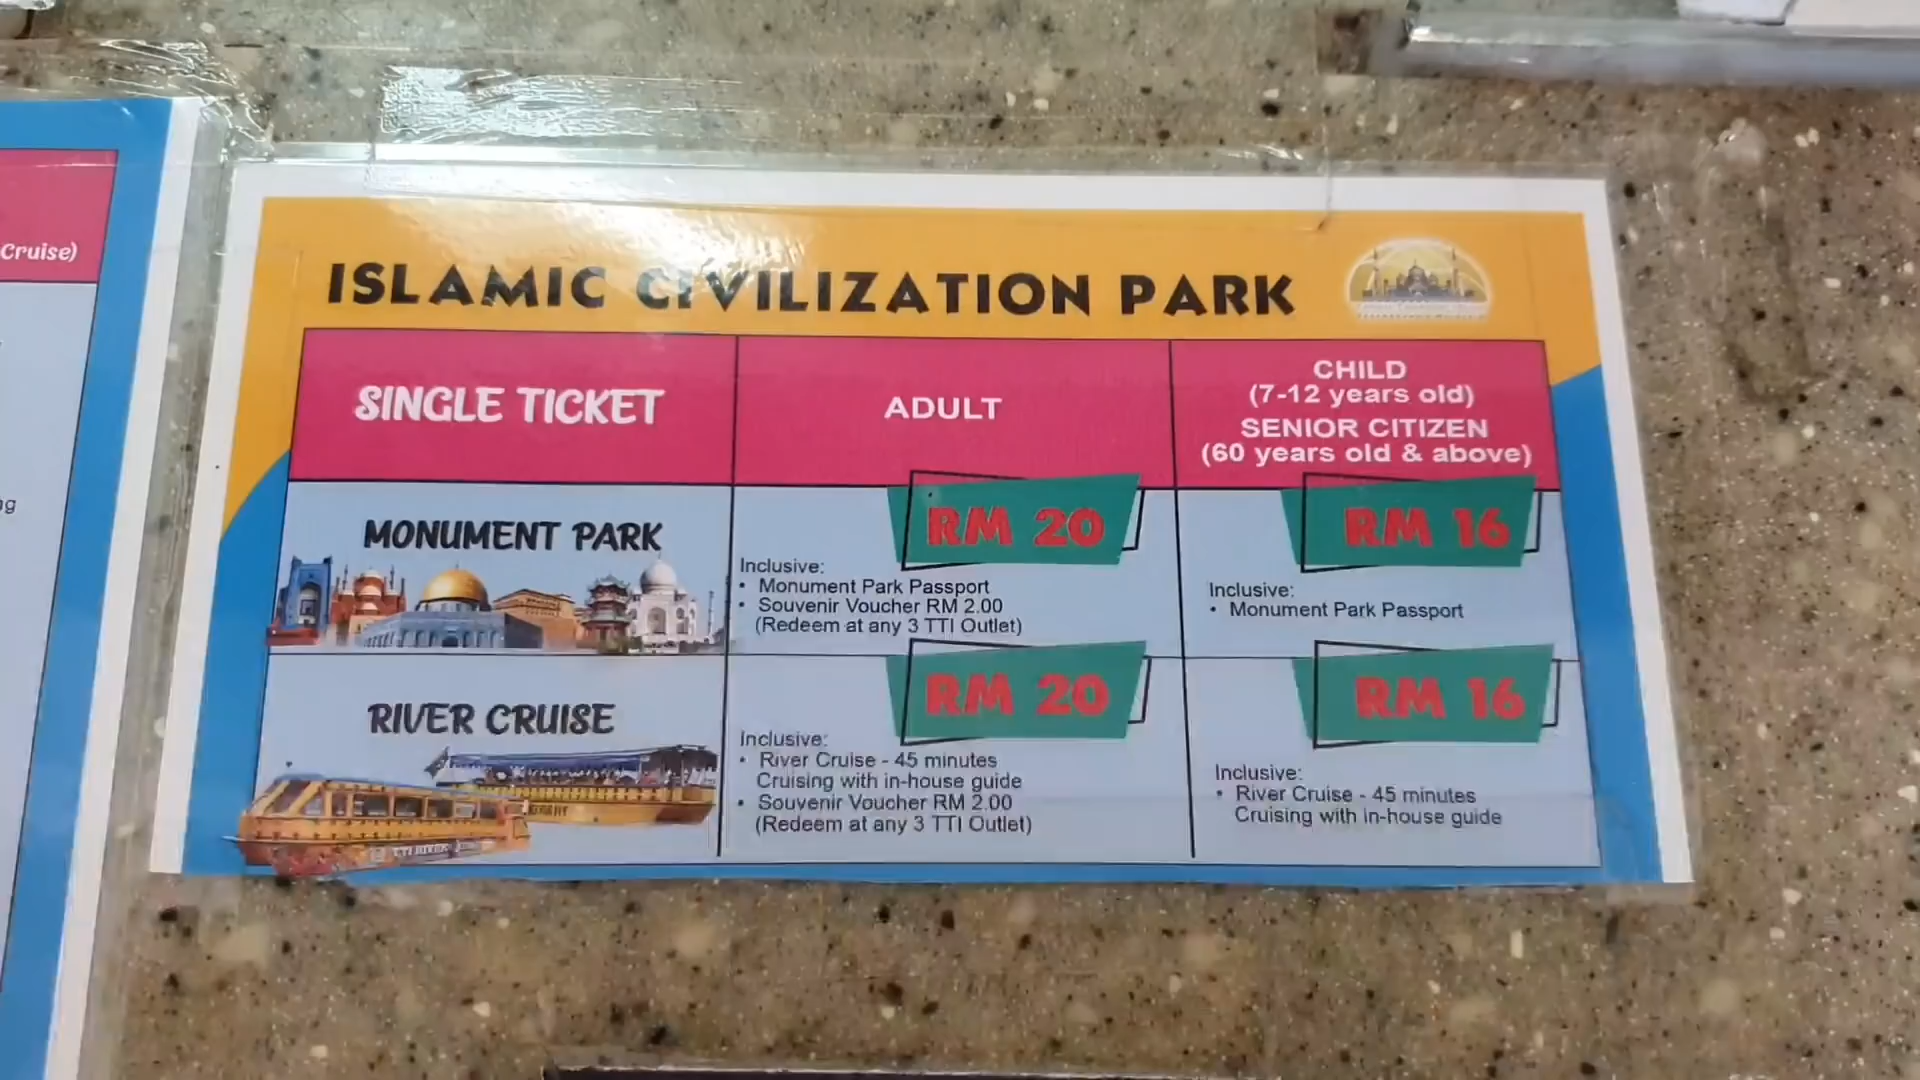 Cruise)
ISLAMIC CIVILIZATION PARK
SINGLE TICKET
ADULT
CHILD
(7-12 years old)
SENIOR CITIZEN
(60 years old & above)
MONUMENT PARK
RM 20
Inclusive:
• Monument Park Passport
• Souvenir Voucher RM 2.00
(Redeem at any 3 TTI Outlet)
RM 16
Inclusive:
• Monument Park Passport
RIVER CRUISE
RM 20
Inclusive:
• River Cruise - 45 minutes
Cruising with in-house guide
• Souvenir Voucher RM 2.00
(Redeem at any 3 TTI Outlet)
RM 16
Inclusive:
• River Cruise - 45 minutes
Cruising with in-house guide